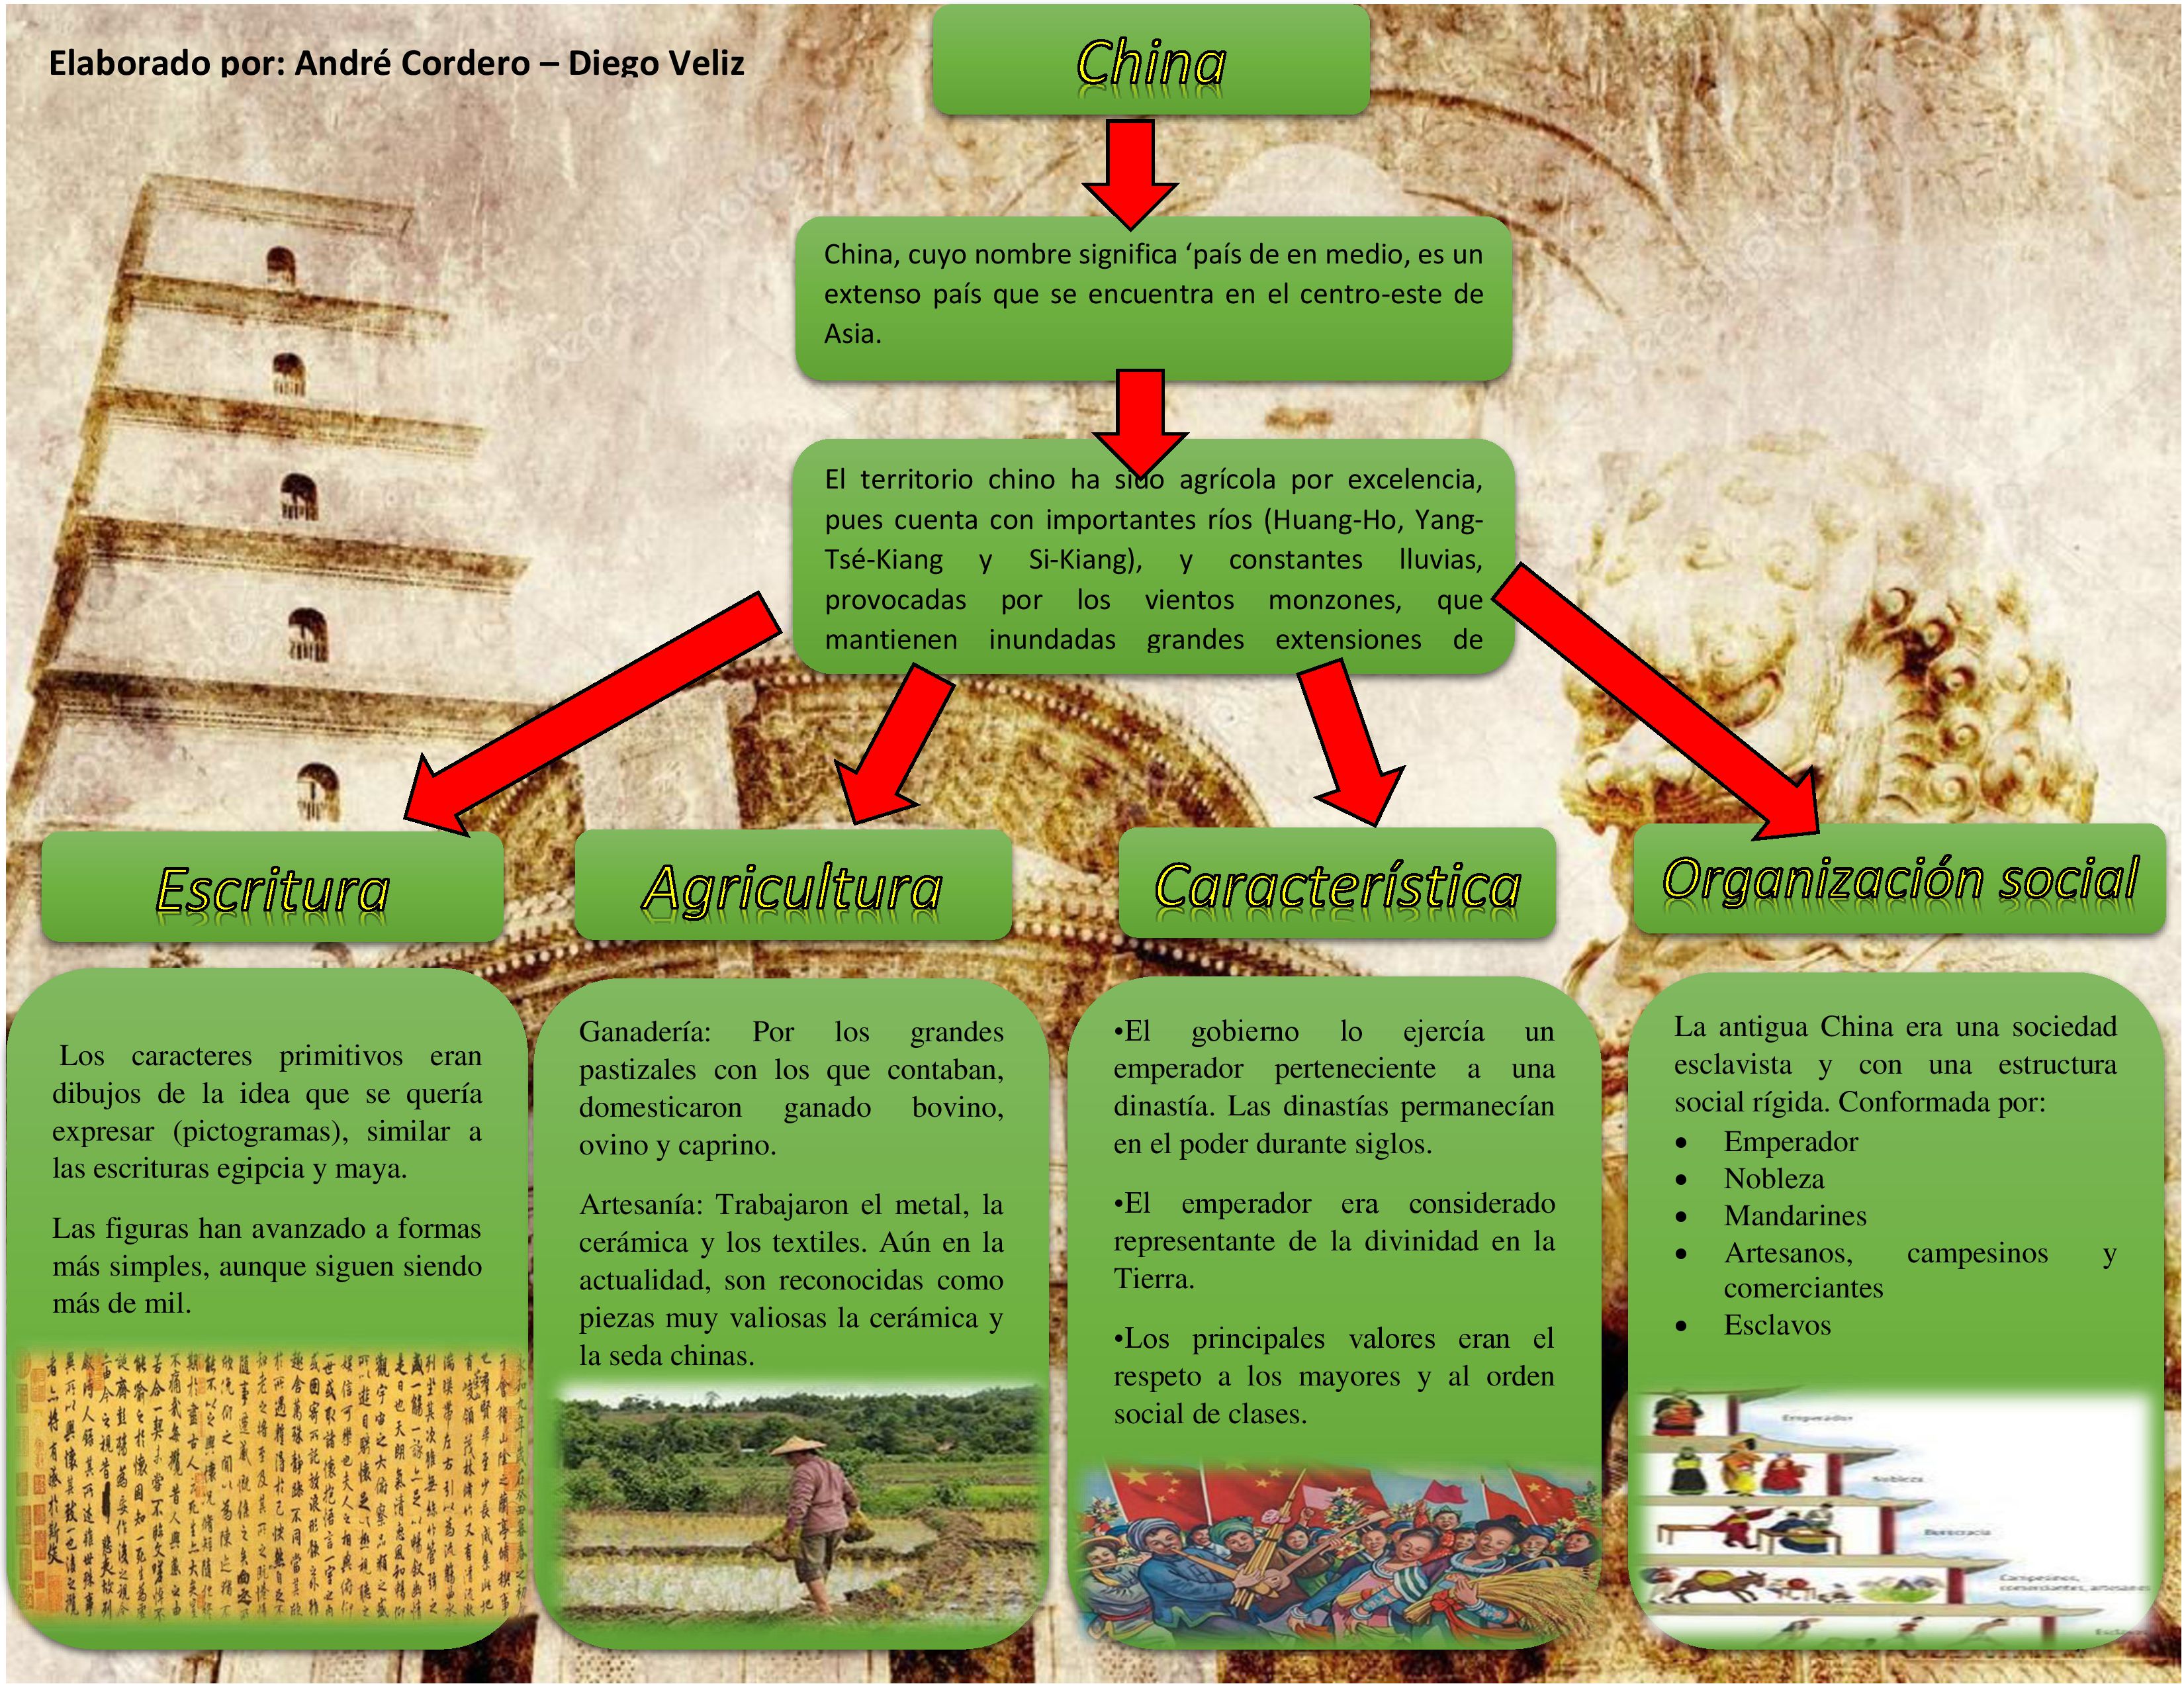 Elaborado por: André Cordero – Diego Veliz
China
China, cuyo nombre significa ‘país de en medio, es un
extenso país que se encuentra en el centro-este de
Asia.
El territorio chino ha sido agrícola por excelencia,
pues cuenta con importantes ríos (Huang-Ho, Yang-
Tsé-Kiang y Si-Kiang), y constantes lluvias,
provocadas por los vientos monzones, que
mantienen inundadas grandes extensiones de
Escritura
Los caracteres primitivos eran
dibujos de la idea que se quería
expresar (pictogramas), similar a
las escrituras egipcia y maya.
Las figuras han avanzado a formas
más simples, aunque siguen siendo
más de mil.
Agricultura
Ganadería: Por los grandes
pastizales con los que contaban,
domesticaron ganado bovino,
ovino y caprino.
Artesanía: Trabajaron el metal, la
cerámica y los textiles. Aún en la
actualidad, son reconocidas como
piezas muy valiosas la cerámica y
la seda chinas.
Característica
•El gobierno lo ejercía un
emperador perteneciente a una
dinastía. Las dinastías permanecían
en el poder durante siglos.
•El emperador era considerado
representante de la divinidad en la
Tierra.
•Los principales valores eran el
respeto a los mayores y al orden
social de clases.
Organización social
La antigua China era una sociedad
esclavista y con una estructura
social rígida. Conformada por:
• Emperador
• Nobleza
• Mandarines
• Artesanos, campesinos y
comerciantes
• Esclavos
Emperador
Nobleza
Burocracia
Campesinos,
comerciantes, artesanos